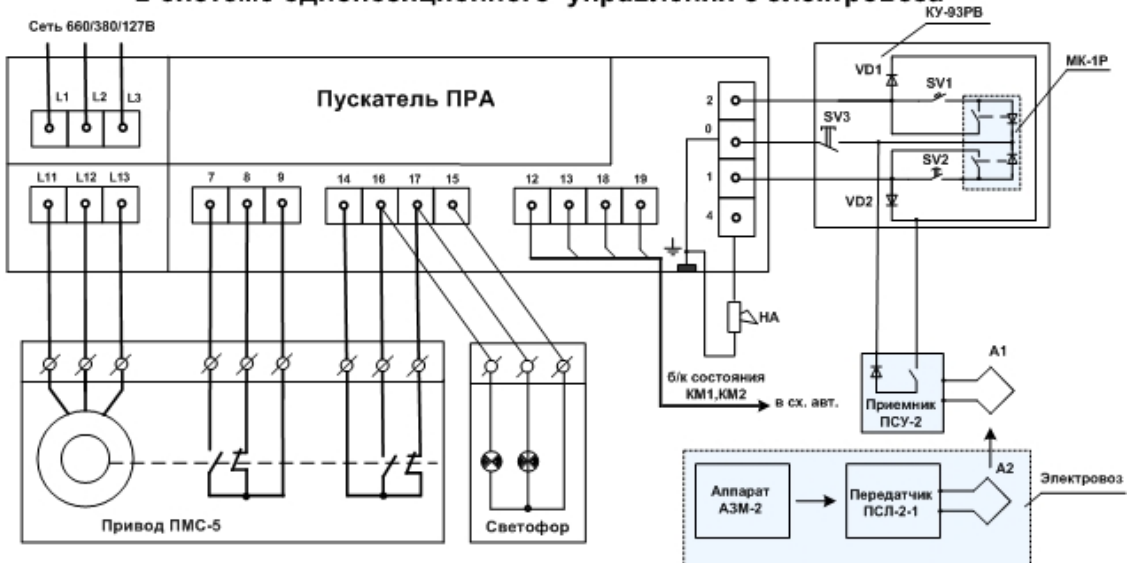 в системе однопозиционного управления с электровоза
Сеть 660/380/127В
КУ-93РВ
МК-1Р
L1 L2 L3
Пускатель ПРА
2
0
1
4
VD1
SV1
SV3
SV2
VD2
L11 L12 L13
7 8 9
14 16 17 15
12 13 18 19
НА
б/к состояния
КМ1,КМ2
в сх. авт.
А1
Приемник
ПСУ-2
А2
Электровоз
Аппарат
АЗМ-2
Передатчик
ПСЛ-2-1
Привод ПМС-5
Светофор